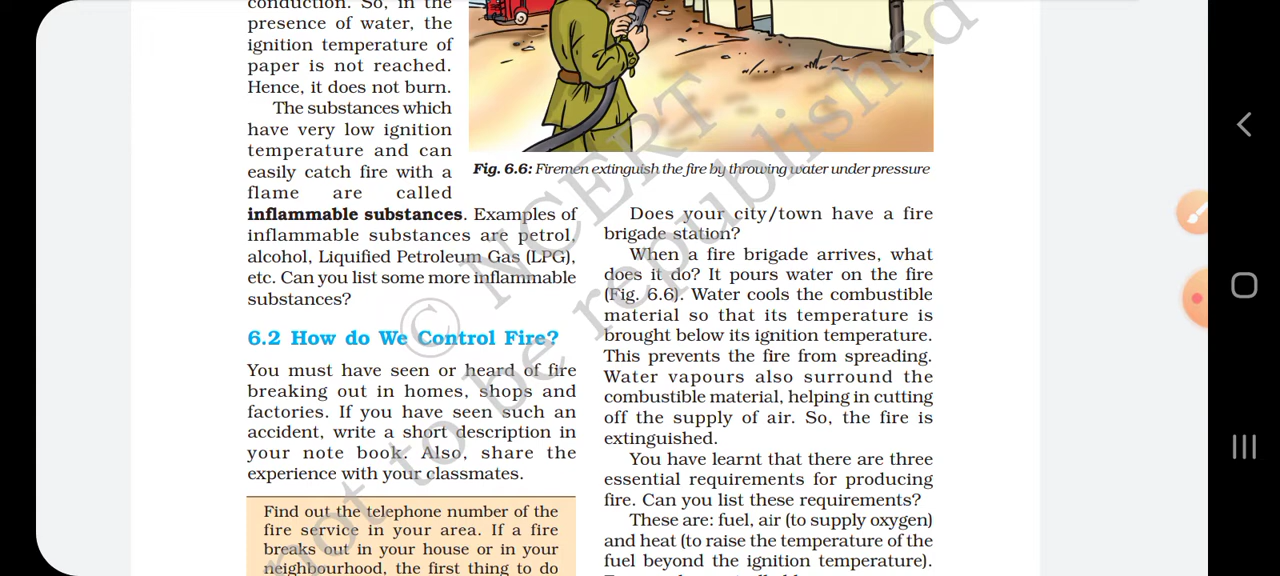 conduction. So, in the
presence of water, the
ignition temperature of
paper is not reached.
Hence, it does not burn.
The substances which
have very low ignition
temperature and can
easily catch fire with a
flame are called
inflammable substances. Examples of
inflammable substances are petrol,
alcohol, Liquified Petroleum Gas (LPG),
etc. Can you list some more inflammable
substances?
6.2 How do We Control Fire?
You must have seen or heard of fire
breaking out in homes, shops and
factories. If you have seen such an
accident, write a short description in
your note book. Also, share the
experience with your classmates.
Find out the telephone number of the
fire service in your area. If a fire
breaks out in your house or in your
neighbourhood, the first thing to do
Fig. 6.6: Firemen extinguish the fire by throwing water under pressure
Does your city/town have a fire
brigade station?
When a fire brigade arrives, what
does it do? It pours water on the fire
(Fig. 6.6). Water cools the combustible
material so that its temperature is
brought below its ignition temperature.
This prevents the fire from spreading.
Water vapours also surround the
combustible material, helping in cutting
off the supply of air. So, the fire is
extinguished.
You have learnt that there are three
essential requirements for producing
fire. Can you list these requirements?
These are: fuel, air (to supply oxygen)
and heat (to raise the temperature of the
fuel beyond the ignition temperature).
© NCERT
not to be republished